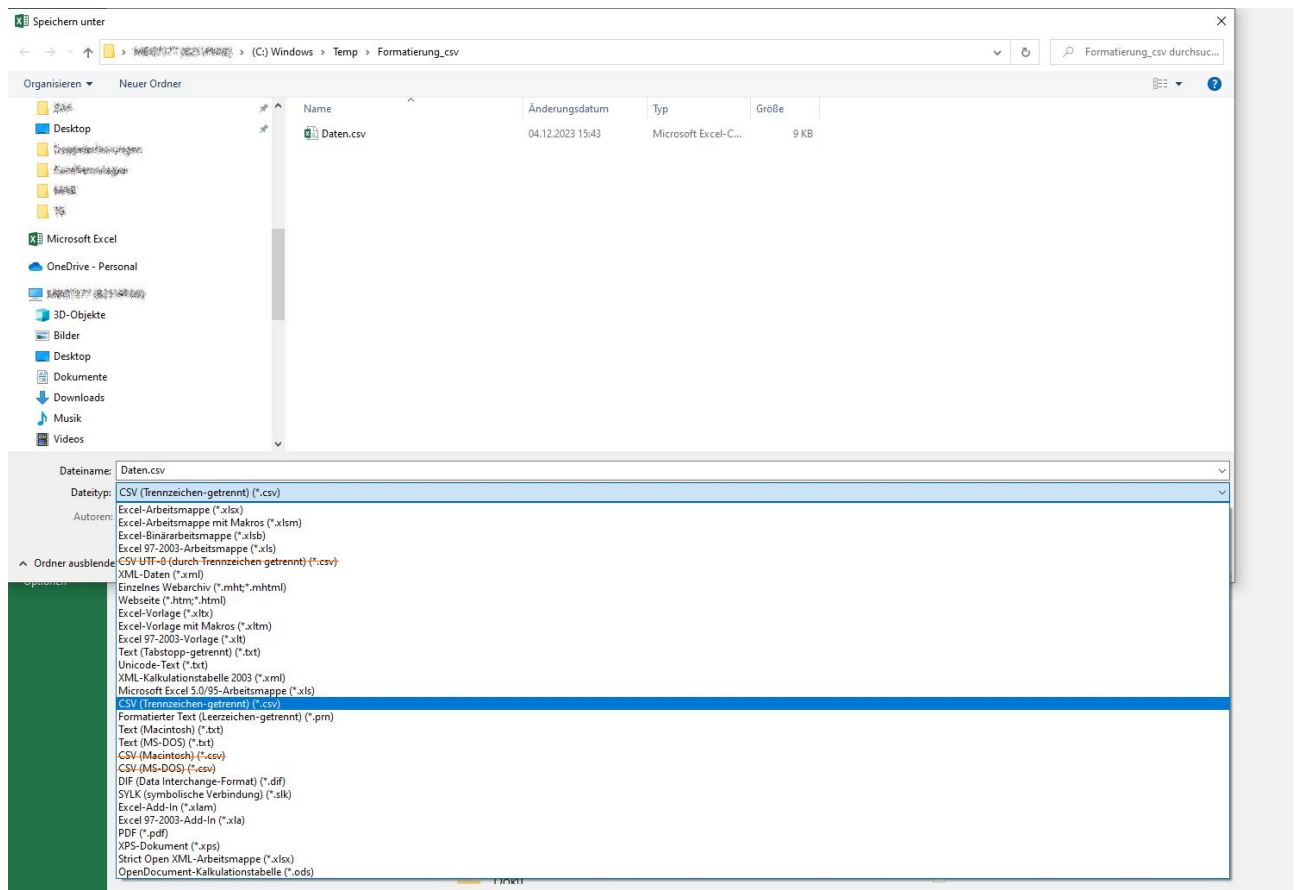 Speichern unter
(C:) Windows > Temp > Formatierung_csv
Formatierung_csv durchsuc...
Organisieren
Neuer Ordner
Name
Änderungsdatum
Typ
Größe
Desktop
Daten.csv
04.12.2023 15:43
Microsoft Excel-C...
9 KB
Microsoft Excel
OneDrive - Personal
3D-Objekte
Bilder
Desktop
Dokumente
Downloads
Musik
Videos
Dateiname: Daten.csv
Dateityp: CSV (Trennzeichen-getrennt) (*.csv)
Autoren:
Excel-Arbeitsmappe (*.xlsx)
Excel-Arbeitsmappe mit Makros (*.xlsm)
Excel-Binärarbeitsmappe (*.xlsb)
Excel 97-2003-Arbeitsmappe (*.xls)
Ordner ausblende
CSV UTF-8 (durch Trennzeichen getrennt) (*.csv)
XML-Daten (*.xml)
Optionen
Einzelnes Webarchiv (*.mht;*.mhtml)
Webseite (*.htm;*.html)
Excel-Vorlage (*.xltx)
Excel-Vorlage mit Makros (*.xltm)
Excel 97-2003-Vorlage (*.xlt)
Text (Tabstopp-getrennt) (*.txt)
Unicode-Text (*.txt)
XML-Kalkulationstabelle 2003 (*.xml)
Microsoft Excel 5.0/95-Arbeitsmappe (*.xls)
CSV (Trennzeichen-getrennt) (*.csv)
Formatierter Text (Leerzeichen-getrennt) (*.prn)
Text (Macintosh) (*.txt)
Text (MS-DOS) (*.txt)
CSV (Macintosh) (*.csv)
CSV (MS-DOS) (*.csv)
DIF (Data Interchange-Format) (*.dif)
SYLK (symbolische Verbindung) (*.slk)
Excel-Add-In (*.xlam)
Excel 97-2003-Add-In (*.xla)
PDF (*.pdf)
XPS-Dokument (*.xps)
Strict Open XML-Arbeitsmappe (*.xlsx)
OpenDocument-Kalkulationstabelle (*.ods)